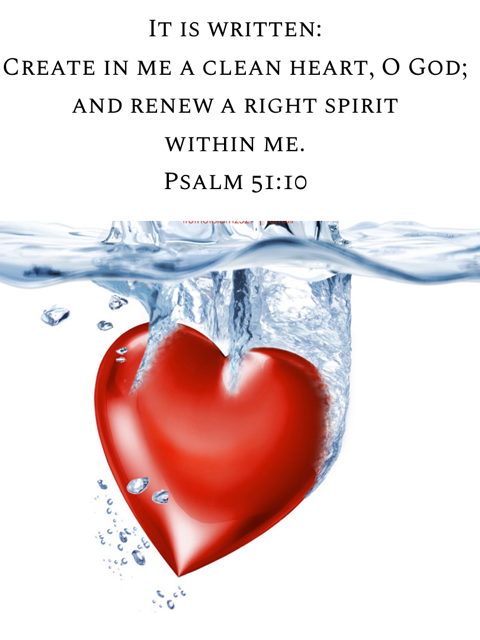 It is written:
Create in me a clean heart, O God;
and renew a right spirit
within me.
Psalm 51:10